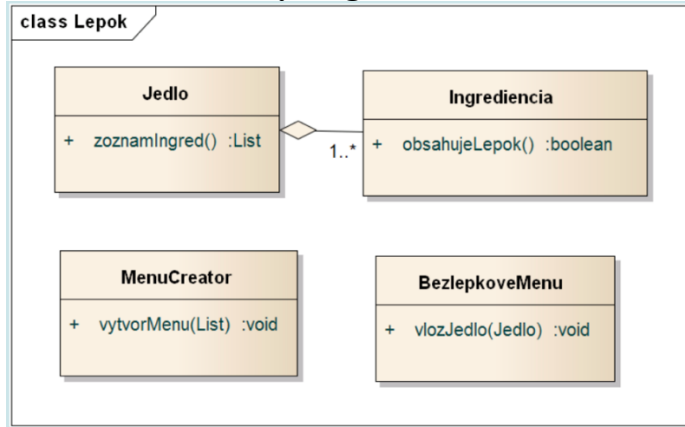 class Lepok
Jedlo
+ zoznamIngred() :List
1..*
Ingrediencia
+ obsahujeLepok() :boolean
MenuCreator
+ vytvorMenu(List) :void
BezlepkoveMenu
+ vlozJedlo(Jedlo) :void